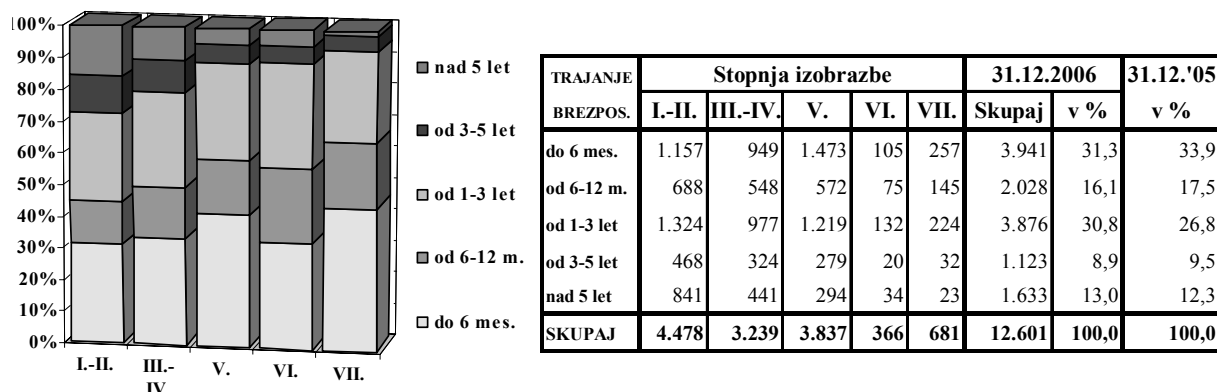 100%
90%
80%
70%
60%
50%
40%
30%
20%
10%
0%
I.-II. III.-IV V. VI. VII.
nad 5 let
od 3-5 let
od 1-3 let
od 6-12 m.
do 6 mes.
TRAJANJE BREZPOS. Stopnja izobrazbe 31.12.2006 31.12.'05
I.-II. III.-IV. V. VI. VII. Skupaj v % v %
do 6 mes. 1.157 949 1.473 105 257 3.941 31,3 33,9
od 6-12 m. 688 548 572 75 145 2.028 16,1 17,5
od 1-3 let 1.324 977 1.219 132 224 3.876 30,8 26,8
od 3-5 let 468 324 279 20 32 1.123 8,9 9,5
nad 5 let 841 441 294 34 23 1.633 13,0 12,3
SKUPAJ 4.478 3.239 3.837 366 681 12.601 100,0 100,0